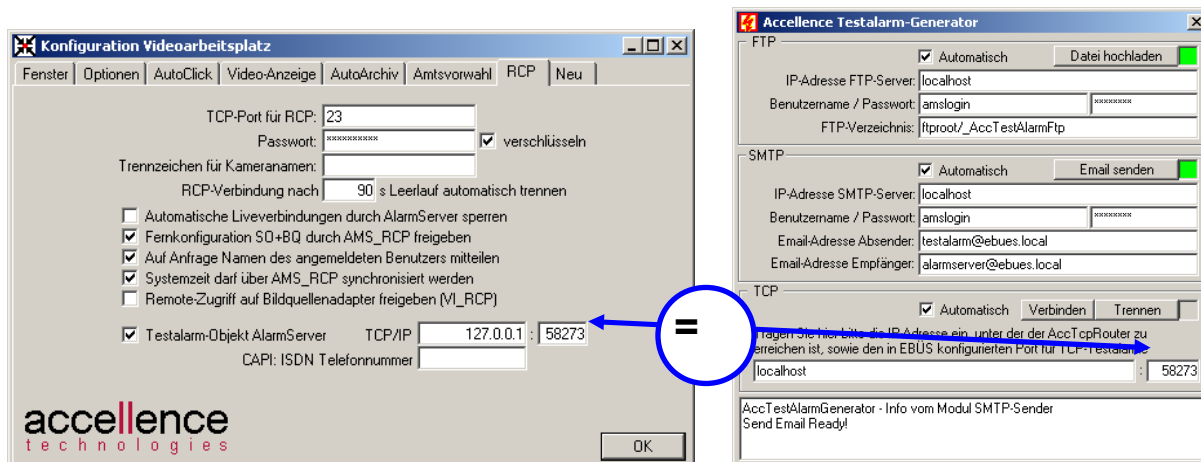 Konfiguration Videoarbeitsplatz
Fenster Optionen AutoClick Video-Anzeige AutoArchiv Amtsvorwahl RCP Neu
TCP-Port für RCP: 23
Passwort: ********** verschlüsseln
Trennzeichen für Kameranamen:
RCP-Verbindung nach 90 s Leerlauf automatisch trennen
Automatische Liveverbindungen durch AlarmServer sperren
Fernkonfiguration SO+BQ durch AMS_RCP freigeben
Auf Anfrage Namen des angemeldeten Benutzers mitteilen
Systemzeit darf über AMS_RCP synchronisiert werden
Remote-Zugriff auf Bildquellenadapter freigeben (VI_RCP)
Testalarm-Objekt AlarmServer TCP/IP 127.0.0.1 : 58273
CAPI: ISDN Telefonnummer
accellence
technologies
OK
=
Accellence Testalarm-Generator
FTP
Automatisch Datei hochladen
IP-Adresse FTP-Server: localhost
Benutzername / Passwort: amslogin ********
FTP-Verzeichnis: ftproot/_AccTestAlarmFtp
SMTP
Automatisch Email senden
IP-Adresse SMTP-Server: localhost
Benutzername / Passwort: amslogin ********
Email-Adresse Absender: testalarm@ebues.local
Email-Adresse Empfänger: alarmserver@ebues.local
TCP
Automatisch Verbinden Trennen
Tragen Sie hier bitte die IP-Adresse ein, unter der der AccTcpRouter zu
erreichen ist, sowie den in EBÜS konfigurierten Port für TCP-Testalarme
localhost : 58273
AccTestAlarmGenerator - Info vom Modul SMTP-Sender
Send Email Ready!